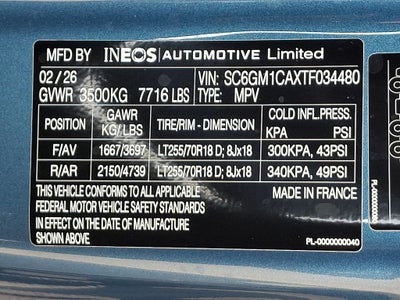 MFD BY INEOS AUTOMOTIVE Limited
02 / 26 VIN: SC6GM1CAXTF034480
GVWR 3500KG 7716 LBS TYPE: MPV
POSITION GAWR KG/LBS TIRE/RIM - DIMENSION COLD INFL.PRESS. KPA PSI
F/AV 1667/3697 LT255/70R18 D; 8Jx18 300KPA, 43PSI
R/AR 2150/4739 LT255/70R18 D; 8Jx18 340KPA, 49PSI
THIS VEHICLE CONFORMS TO ALL APPLICABLE MADE IN FRANCE
FEDERAL MOTOR VEHICLE SAFETY STANDARDS
IN EFFECT ON THE DATE OF MANUFACTURE
SHOWN ABOVE PL-0000000040